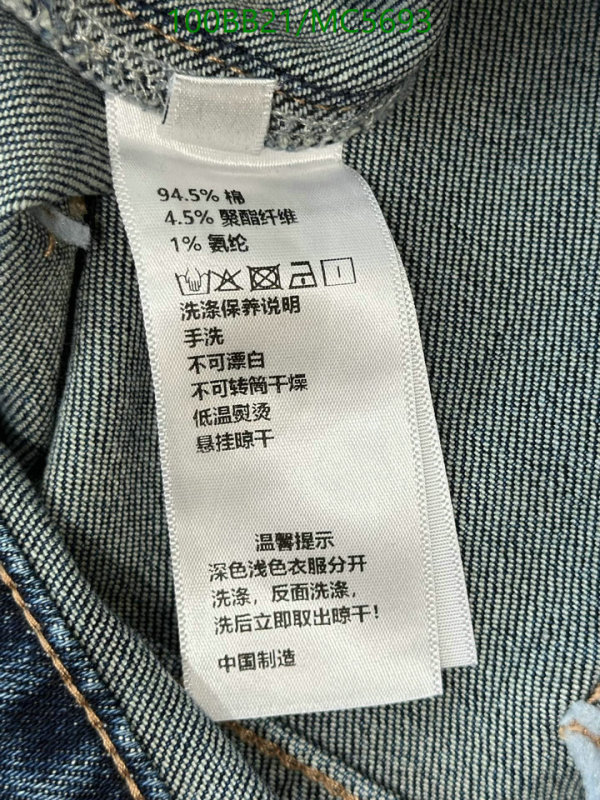 100BB21/MC5693
94.5% 棉
4.5% 聚酯纤维
1% 氨纶
洗涤保养说明
手洗
不可漂白
不可转筒干燥
低温熨烫
悬挂晾干
温馨提示
深色浅色衣服分开
洗涤，反面洗涤，
洗后立即取出晾干！
中国制造